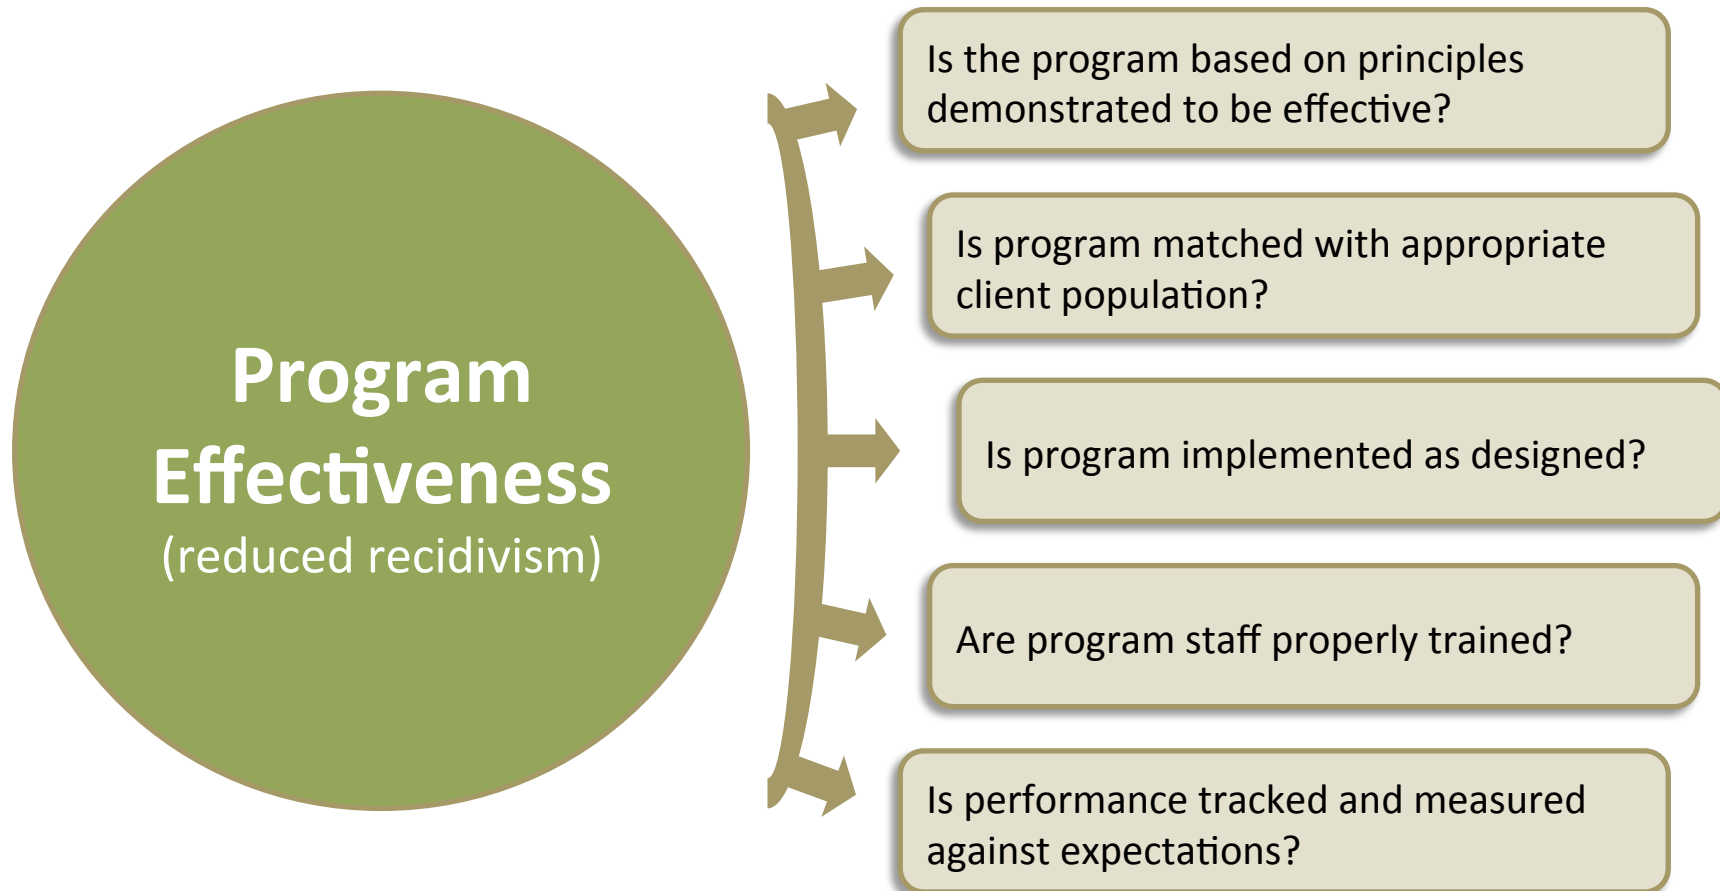 Program
Effectiveness
(reduced recidivism)
Is the program based on principles
demonstrated to be effective?
Is program matched with appropriate
client population?
Is program implemented as designed?
Are program staff properly trained?
Is performance tracked and measured
against expectations?